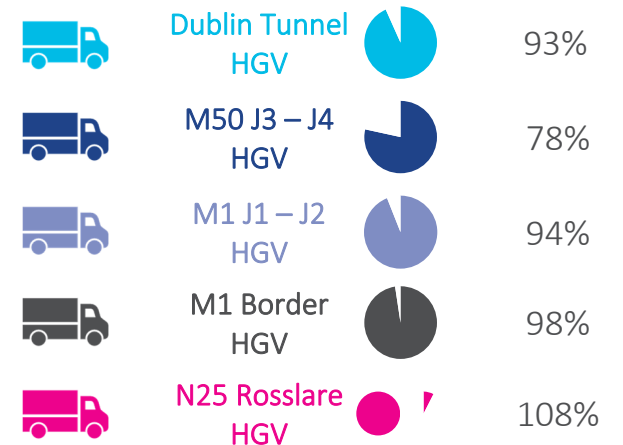 Dublin Tunnel
HGV
93%
M50 J3 – J4
HGV
78%
M1 J1 – J2
HGV
94%
M1 Border
HGV
98%
N25 Rosslare
HGV
108%